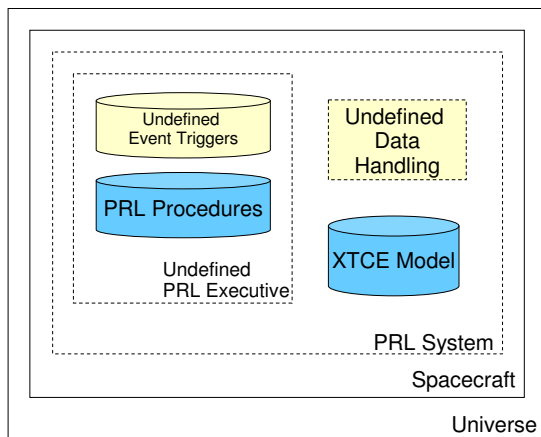 Undefined
Event Triggers
PRL Procedures
Undefined
PRL Executive
Undefined
Data
Handling
XTCE Model
PRL System
Spacecraft
Universe